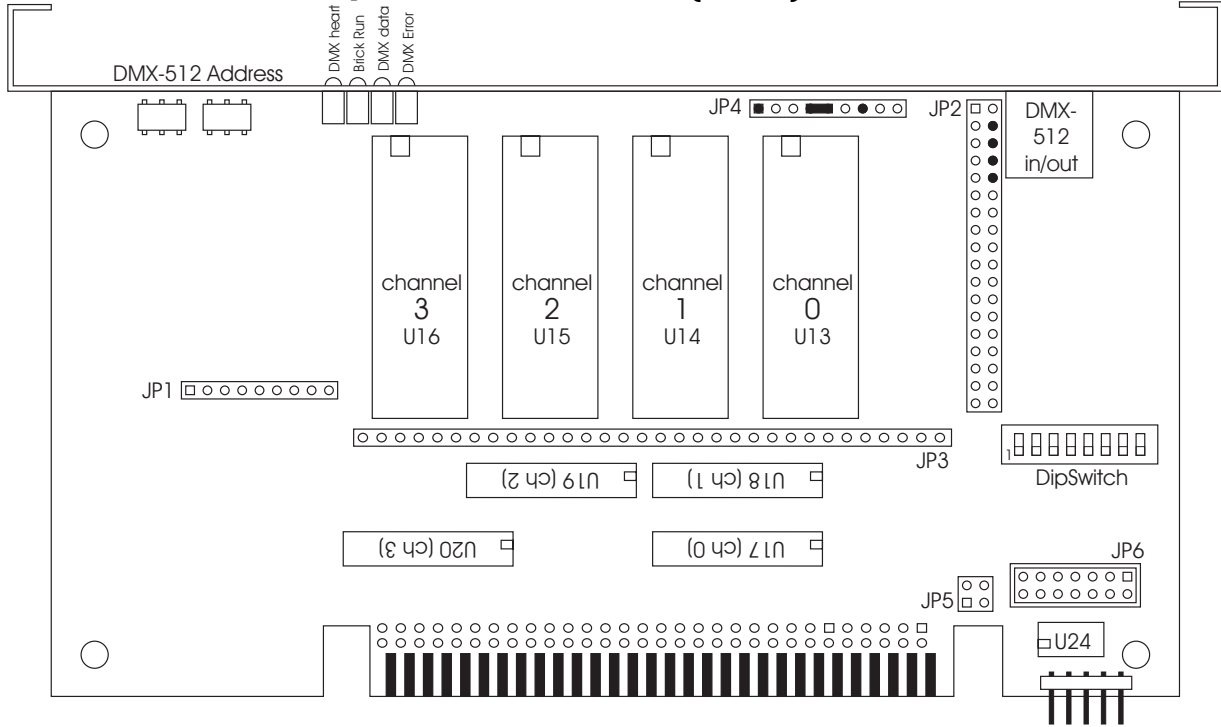 DMX heart
Brick Run
DMX data
DMX Error
DMX-512 Address
JP4
JP2
DMX-
512
in/out
channel
3
U16
channel
2
U15
channel
1
U14
channel
0
U13
JP1
JP3
1
DipSwitch
U19 (ch 2)
U18 (ch 1)
U20 (ch 3)
U17 (ch 0)
JP6
JP5
U24